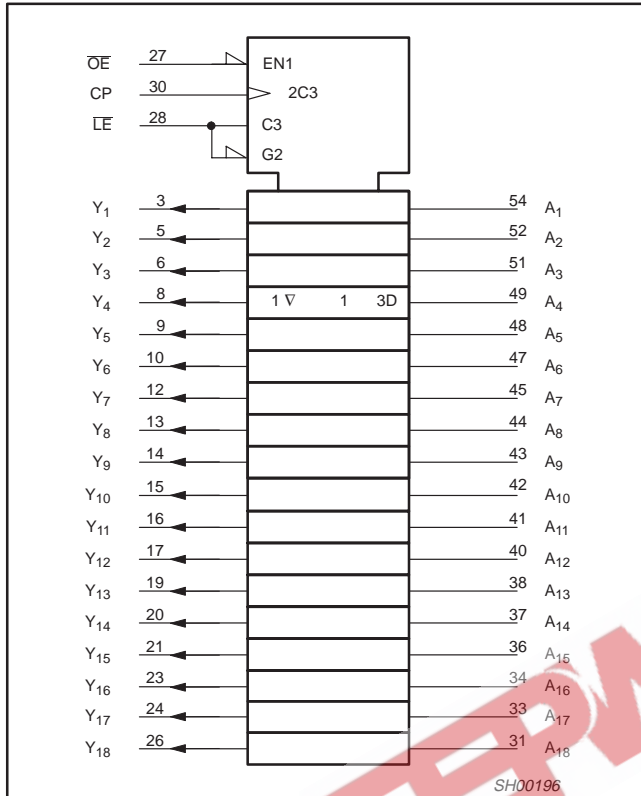 OE 27 EN1
CP 30 2C3
LE 28 C3
G2
Y1 3 54 A1
Y2 5 52 A2
Y3 6 51 A3
Y4 8 1 ∇ 1 3D 49 A4
Y5 9 48 A5
Y6 10 47 A6
Y7 12 45 A7
Y8 13 44 A8
Y9 14 43 A9
Y10 15 42 A10
Y11 16 41 A11
Y12 17 40 A12
Y13 19 38 A13
Y14 20 37 A14
Y15 21 36 A15
Y16 23 34 A16
Y17 24 33 A17
Y18 26 31 A18
SH00196